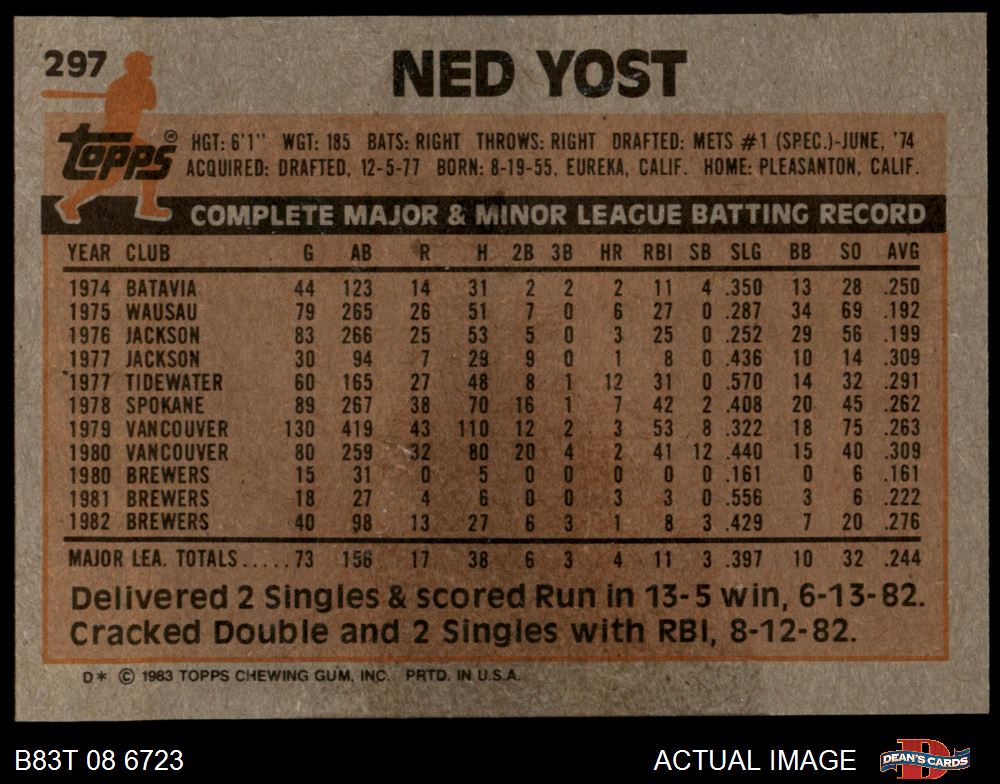 297
NED YOST
topps®
HGT: 6'1" WGT: 185 BATS: RIGHT THROWS: RIGHT DRAFTED: METS #1 (SPEC.)-JUNE, '74
ACQUIRED: DRAFTED, 12-5-77 BORN: 8-19-55, EUREKA, CALIF. HOME: PLEASANTON, CALIF.
COMPLETE MAJOR & MINOR LEAGUE BATTING RECORD
YEAR CLUB G AB R H 2B 3B HR RBI SB SLG BB SO AVG
1974 BATAVIA 44 123 14 31 2 2 2 11 4 .350 13 28 .250
1975 WAUSAU 79 265 26 51 7 0 6 27 0 .287 34 69 .192
1976 JACKSON 83 266 25 53 5 0 3 25 0 .252 29 56 .199
1977 JACKSON 30 94 7 29 9 0 1 8 0 .436 10 14 .309
1977 TIDEWATER 60 165 27 48 8 1 12 31 0 .570 14 32 .291
1978 SPOKANE 89 267 38 70 16 1 7 42 2 .408 20 45 .262
1979 VANCOUVER 130 419 43 110 12 2 3 53 8 .322 18 75 .263
1980 VANCOUVER 80 259 32 80 20 4 2 41 12 .440 15 40 .309
1980 BREWERS 15 31 0 5 0 0 0 0 0 .161 0 6 .161
1981 BREWERS 18 27 4 6 0 0 3 3 0 .556 3 6 .222
1982 BREWERS 40 98 13 27 6 3 1 8 3 .429 7 20 .276
MAJOR LEA. TOTALS.....73 156 17 38 6 3 4 11 3 .397 10 32 .244
Delivered 2 Singles & scored Run in 13-5 win, 6-13-82.
Cracked Double and 2 Singles with RBI, 8-12-82.
D* © 1983 TOPPS CHEWING GUM, INC. PRTD. IN U.S.A.
B83T 08 6723 ACTUAL IMAGE DEAN'S CARDS